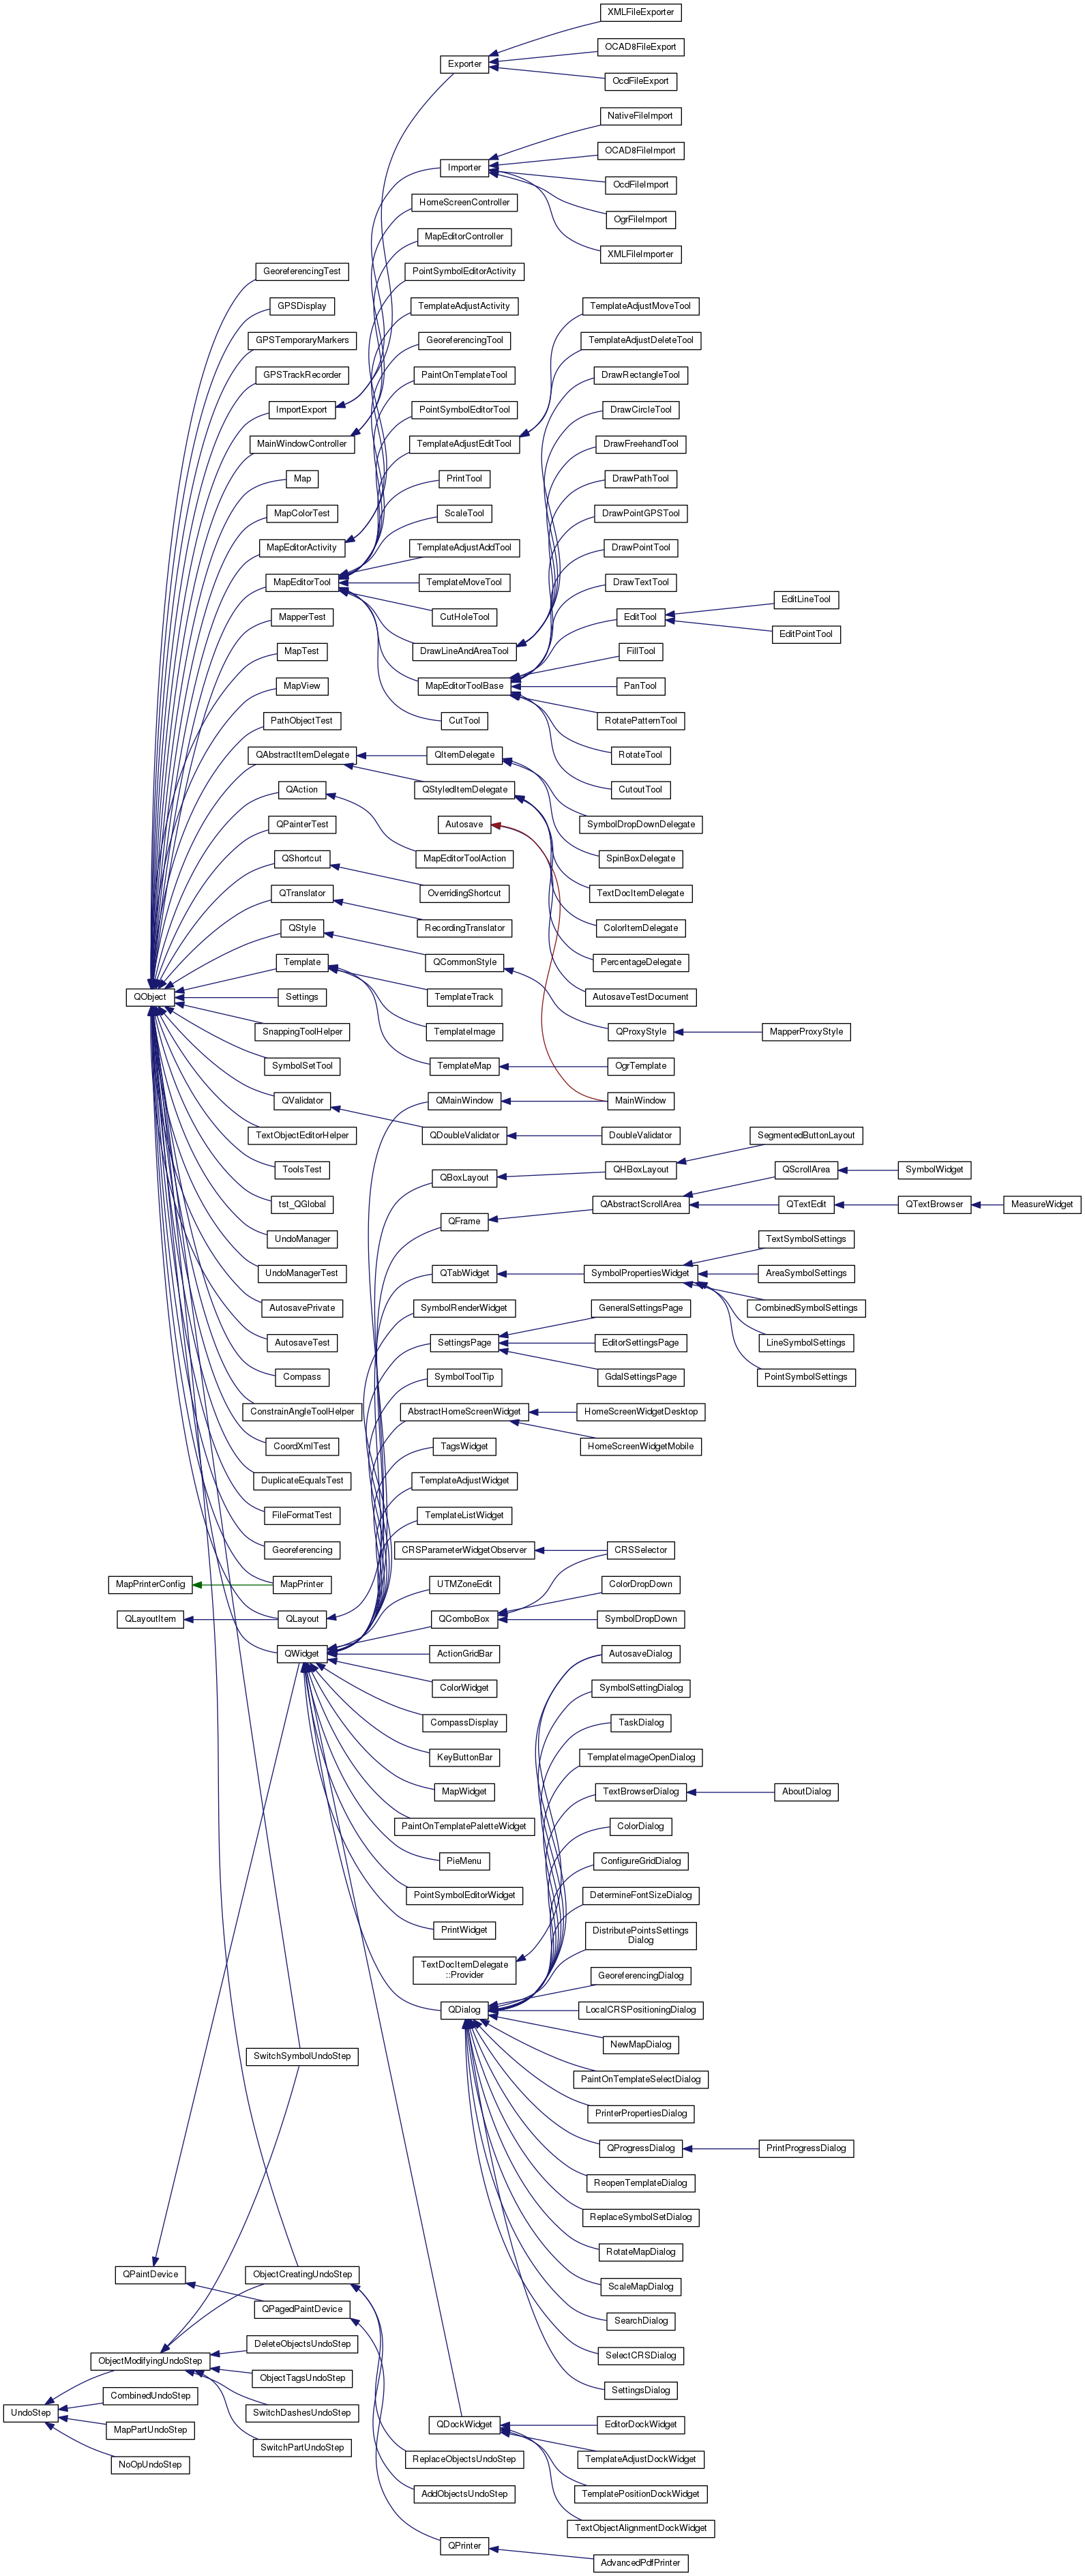 XMLFileExporter
OCAD8FileExport
Exporter
OcdFileExport
NativeFileImport
OCAD8FileImport
Importer
OcdFileImport
HomeScreenController
OgrFileImport
MapEditorController
XMLFileImporter
GeoreferencingTest
PointSymbolEditorActivity
GPSDisplay
TemplateAdjustActivity
TemplateAdjustMoveTool
GPSTemporaryMarkers
GeoreferencingTool
TemplateAdjustDeleteTool
GPSTrackRecorder
PaintOnTemplateTool
DrawRectangleTool
ImportExport
PointSymbolEditorTool
DrawCircleTool
MainWindowController
TemplateAdjustEditTool
DrawFreehandTool
Map
PrintTool
DrawPathTool
MapColorTest
ScaleTool
DrawPointGPSTool
MapEditorActivity
TemplateAdjustAddTool
DrawPointTool
MapEditorTool
TemplateMoveTool
DrawTextTool
EditLineTool
MapperTest
CutHoleTool
EditTool
EditPointTool
MapTest
DrawLineAndAreaTool
FillTool
MapView
MapEditorToolBase
PanTool
PathObjectTest
CutTool
RotatePatternTool
QAbstractItemDelegate
QItemDelegate
RotateTool
QAction
QStyledItemDelegate
CutoutTool
QPainterTest
Autosave
SymbolDropDownDelegate
QShortcut
MapEditorToolAction
SpinBoxDelegate
QTranslator
OverridingShortcut
TextDocItemDelegate
QStyle
RecordingTranslator
ColorItemDelegate
Template
QCommonStyle
PercentageDelegate
QObject
Settings
TemplateTrack
AutosaveTestDocument
SnappingToolHelper
TemplateImage
QProxyStyle
MapperProxyStyle
SymbolSetTool
TemplateMap
OgrTemplate
QValidator
QMainWindow
MainWindow
TextObjectEditorHelper
QDoubleValidator
DoubleValidator
SegmentedButtonLayout
ToolsTest
QBoxLayout
QHBoxLayout
QScrollArea
SymbolWidget
tst_QGlobal
QFrame
QAbstractScrollArea
QTextEdit
QTextBrowser
MeasureWidget
UndoManager
TextSymbolSettings
UndoManagerTest
QTabWidget
SymbolPropertiesWidget
AreaSymbolSettings
AutosavePrivate
SymbolRenderWidget
GeneralSettingsPage
CombinedSymbolSettings
AutosaveTest
SettingsPage
EditorSettingsPage
LineSymbolSettings
Compass
SymbolToolTip
GdalSettingsPage
PointSymbolSettings
ConstrainAngleToolHelper
AbstractHomeScreenWidget
HomeScreenWidgetDesktop
CoordXmlTest
TagsWidget
HomeScreenWidgetMobile
DuplicateEqualsTest
TemplateAdjustWidget
FileFormatTest
TemplateListWidget
Georeferencing
CRSParameterWidgetObserver
CRSSelector
MapPrinterConfig
MapPrinter
UTMZoneEdit
ColorDropDown
QLayoutItem
QLayout
QComboBox
SymbolDropDown
QWidget
ActionGridBar
AutosaveDialog
ColorWidget
SymbolSettingDialog
CompassDisplay
TaskDialog
KeyButtonBar
TemplateImageOpenDialog
MapWidget
TextBrowserDialog
AboutDialog
PaintOnTemplatePaletteWidget
ColorDialog
PieMenu
ConfigureGridDialog
PointSymbolEditorWidget
DetermineFontSizeDialog
PrintWidget
DistributePointsSettings
Dialog
TextDocItemDelegate
::Provider
GeoreferencingDialog
QDialog
LocalCRSPositioningDialog
NewMapDialog
SwitchSymbolUndoStep
PaintOnTemplateSelectDialog
PrinterPropertiesDialog
QProgressDialog
PrintProgressDialog
ReopenTemplateDialog
ReplaceSymbolSetDialog
RotateMapDialog
QPaintDevice
ObjectCreatingUndoStep
ScaleMapDialog
QPagedPaintDevice
SearchDialog
DeleteObjectsUndoStep
SelectCRSDialog
ObjectModifyingUndoStep
ObjectTagsUndoStep
SettingsDialog
CombinedUndoStep
UndoStep
SwitchDashesUndoStep
QDockWidget
EditorDockWidget
MapPartUndoStep
SwitchPartUndoStep
TemplateAdjustDockWidget
NoOpUndoStep
ReplaceObjectsUndoStep
TemplatePositionDockWidget
AddObjectsUndoStep
TextObjectAlignmentDockWidget
QPrinter
AdvancedPdfPrinter